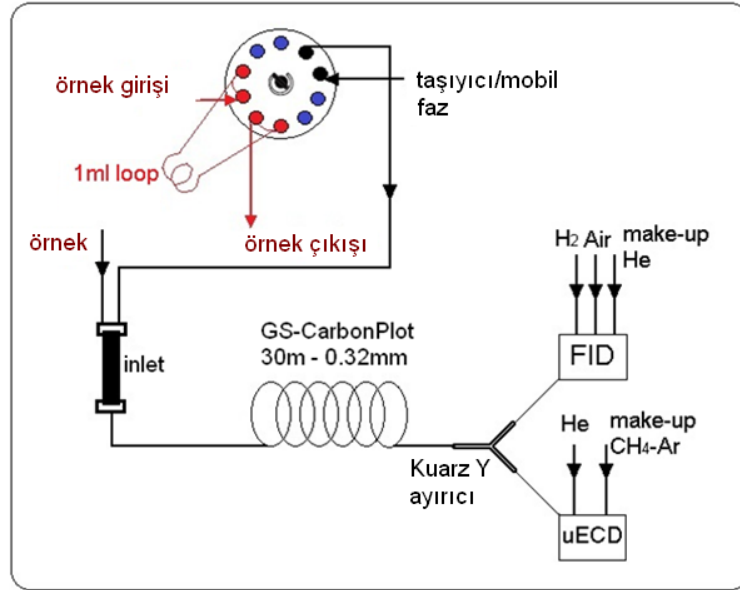 örnek girişi
taşıyıcı/mobil
faz
1ml loop
örnek
örnek çıkışı
H2 Air make-up
He
GS-CarbonPlot
30m - 0.32mm
inlet
FID
He make-up
CH4-Ar
Kuarz Y
ayırıcı
uECD